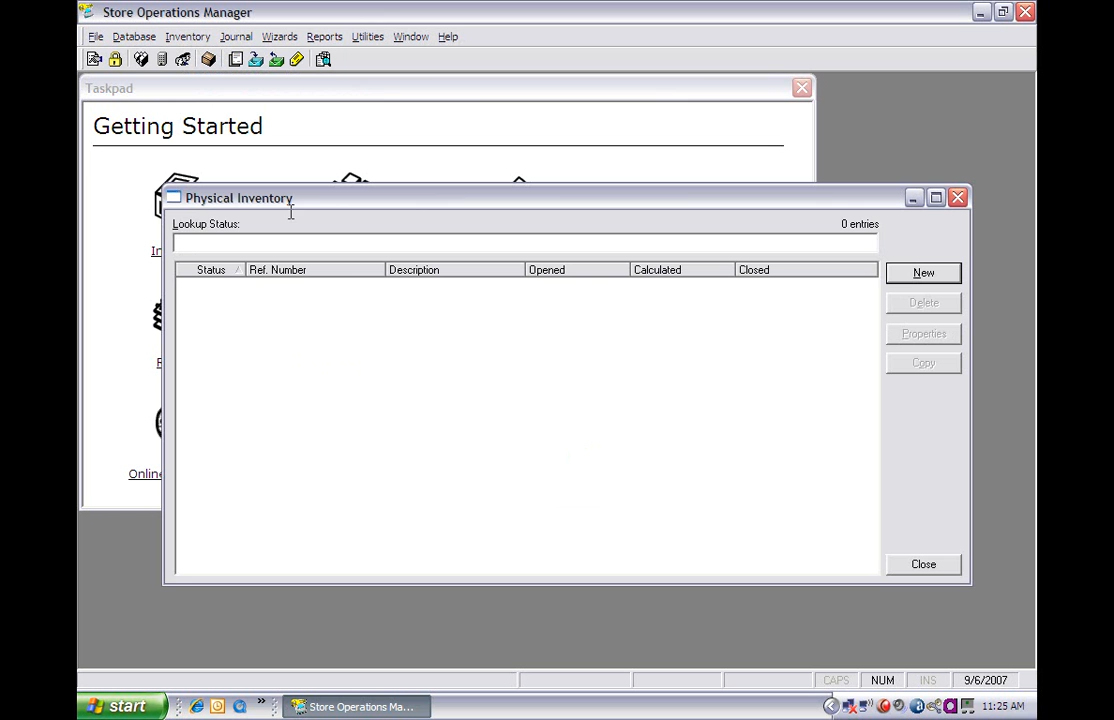 Store Operations Manager
File Database Inventory Journal Wizards Reports Utilities Window Help
Taskpad
Getting Started
Physical Inventory
Lookup Status: 0 entries
Status Ref. Number Description Opened Calculated Closed
New
Delete
Properties
Copy
In
R
Online
Close
CAPS NUM INS 9/6/2007
start Store Operations Ma... 11:25 AM